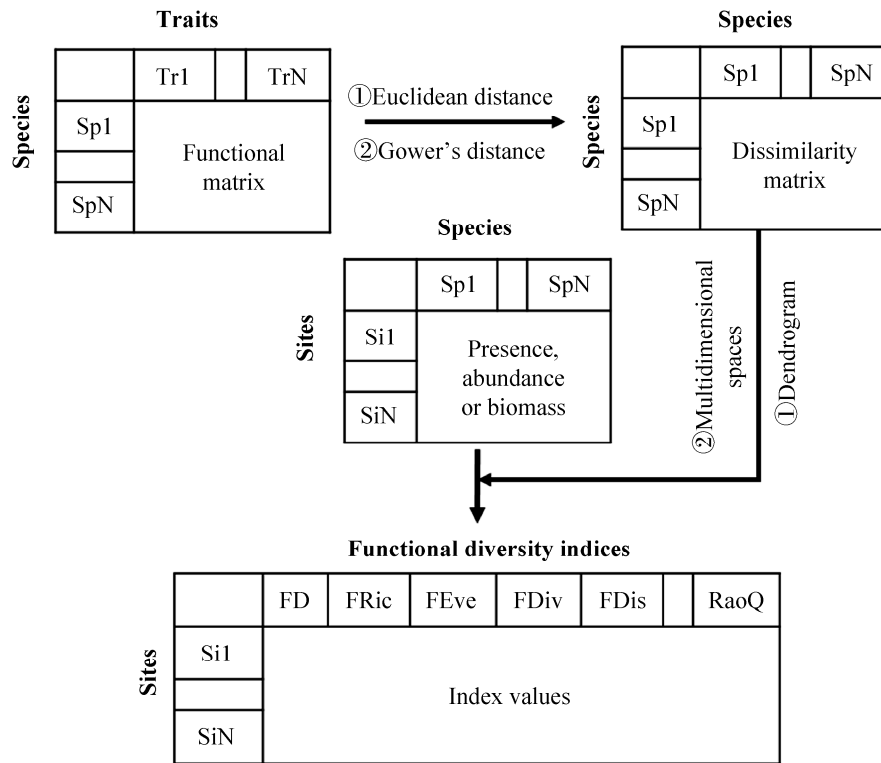 Traits
Species
Tr1
TrN
Species
Sp1
SpN
Functional
matrix
①Euclidean distance
②Gower's distance
Species
Sp1
SpN
Sp1
SpN
Dissimilarity
matrix
Species
Sites
Sp1
SpN
Si1
SiN
Presence,
abundance
or biomass
②Multidimensional
spaces
①Dendrogram
Functional diversity indices
Sites
FD
FRic
FEve
FDiv
FDis
RaoQ
Si1
SiN
Index values